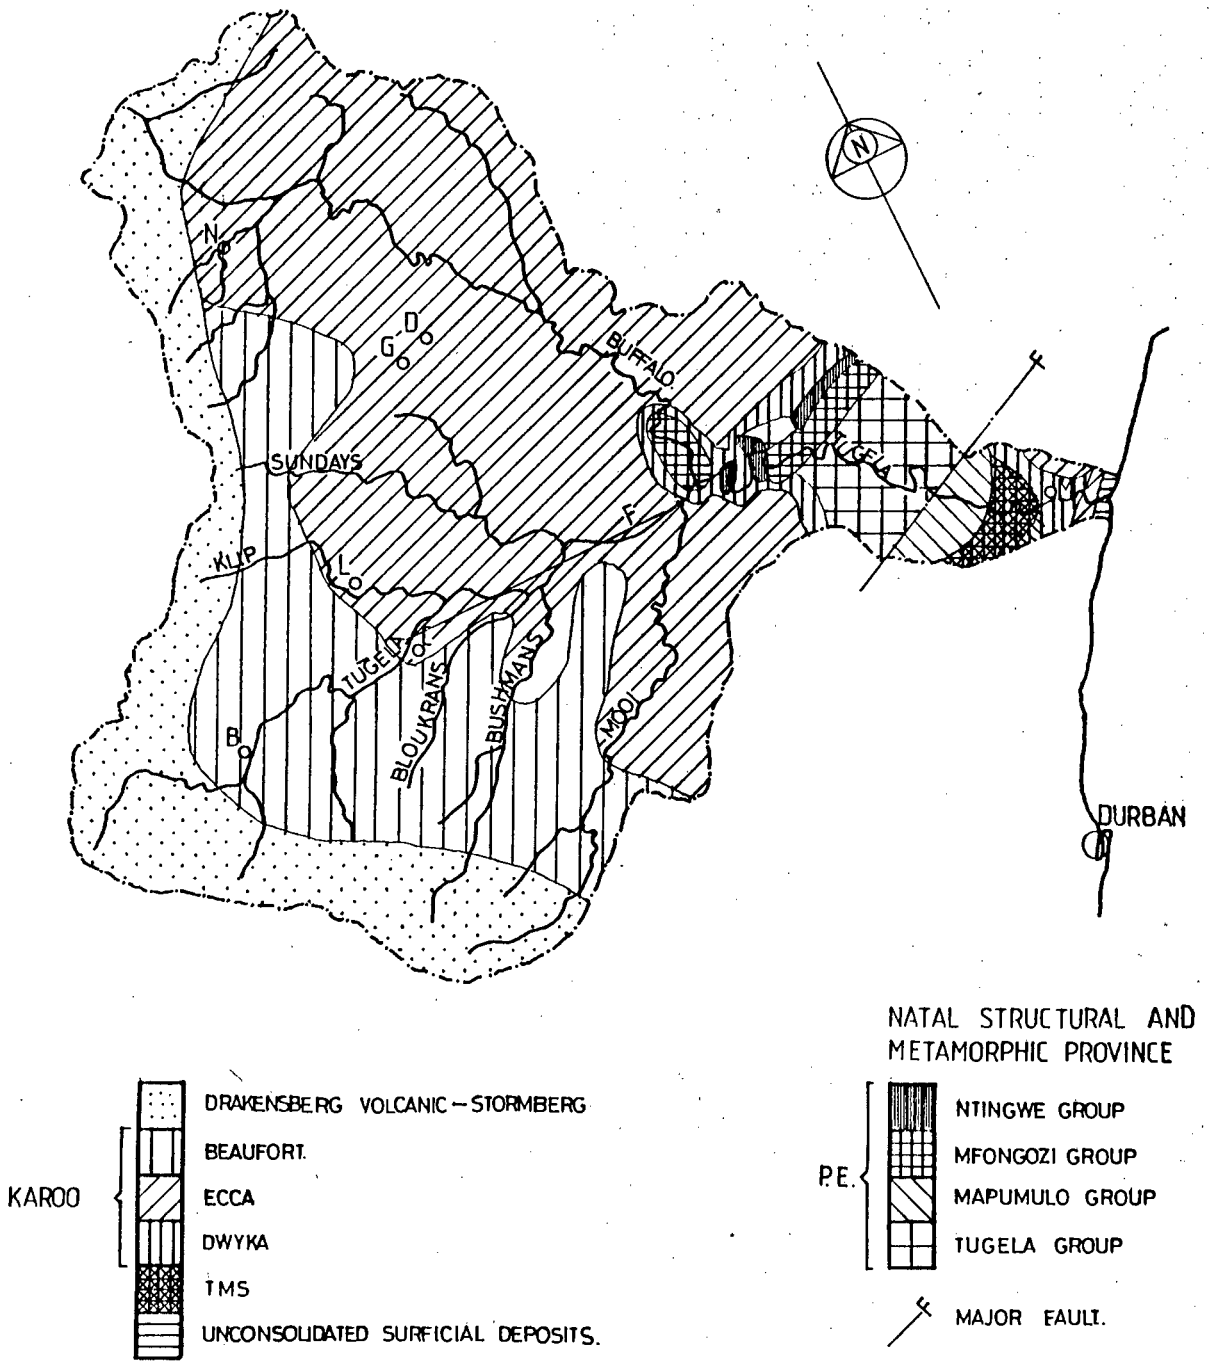 N
N
D
G
BUFFALO
F
TUGELA
SUNDAYS
F
M
KLIP
L
TUGELA
BLOUKRANS
BUSHMANS
MOOI
B
DURBAN
NATAL STRUCTURAL AND
METAMORPHIC PROVINCE
DRAKENSBERG VOLCANIC – STORMBERG
BEAUFORT.
KAROO
ECCA
DWYKA
TMS
UNCONSOLIDATED SURFICIAL DEPOSITS.
P.E.
NTINGWE GROUP
MFONGOZI GROUP
MAPUMULO GROUP
TUGELA GROUP
F
MAJOR FAULT.